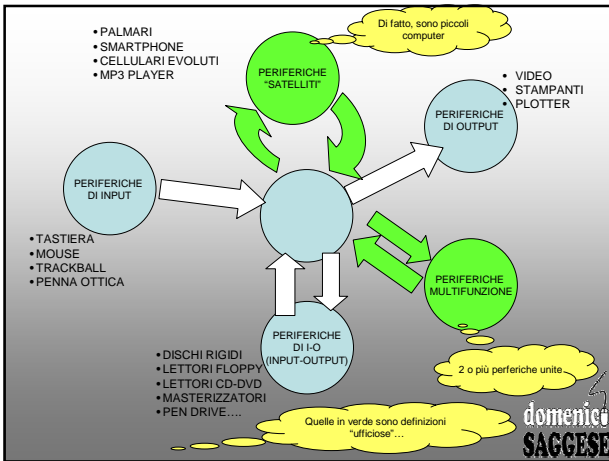 • PALMARI
• SMARTPHONE
• CELLULARI EVOLUTI
• MP3 PLAYER
PERIFERICHE
"SATELLITI"
Di fatto, sono piccoli
computer
• VIDEO
• STAMPANTI
• PLOTTER
PERIFERICHE
DI OUTPUT
PERIFERICHE
DI INPUT
• TASTIERA
• MOUSE
• TRACKBALL
• PENNA OTTICA
PERIFERICHE
MULTIFUNZIONE
PERIFERICHE
DI I-O
(INPUT-OUTPUT)
• DISCHI RIGIDI
• LETTORI FLOPPY
• LETTORI CD-DVD
• MASTERIZZATORI
• PEN DRIVE….
2 o più perferiche unite
Quelle in verde sono definizioni
"ufficiose"…
domenico
SAGGESE